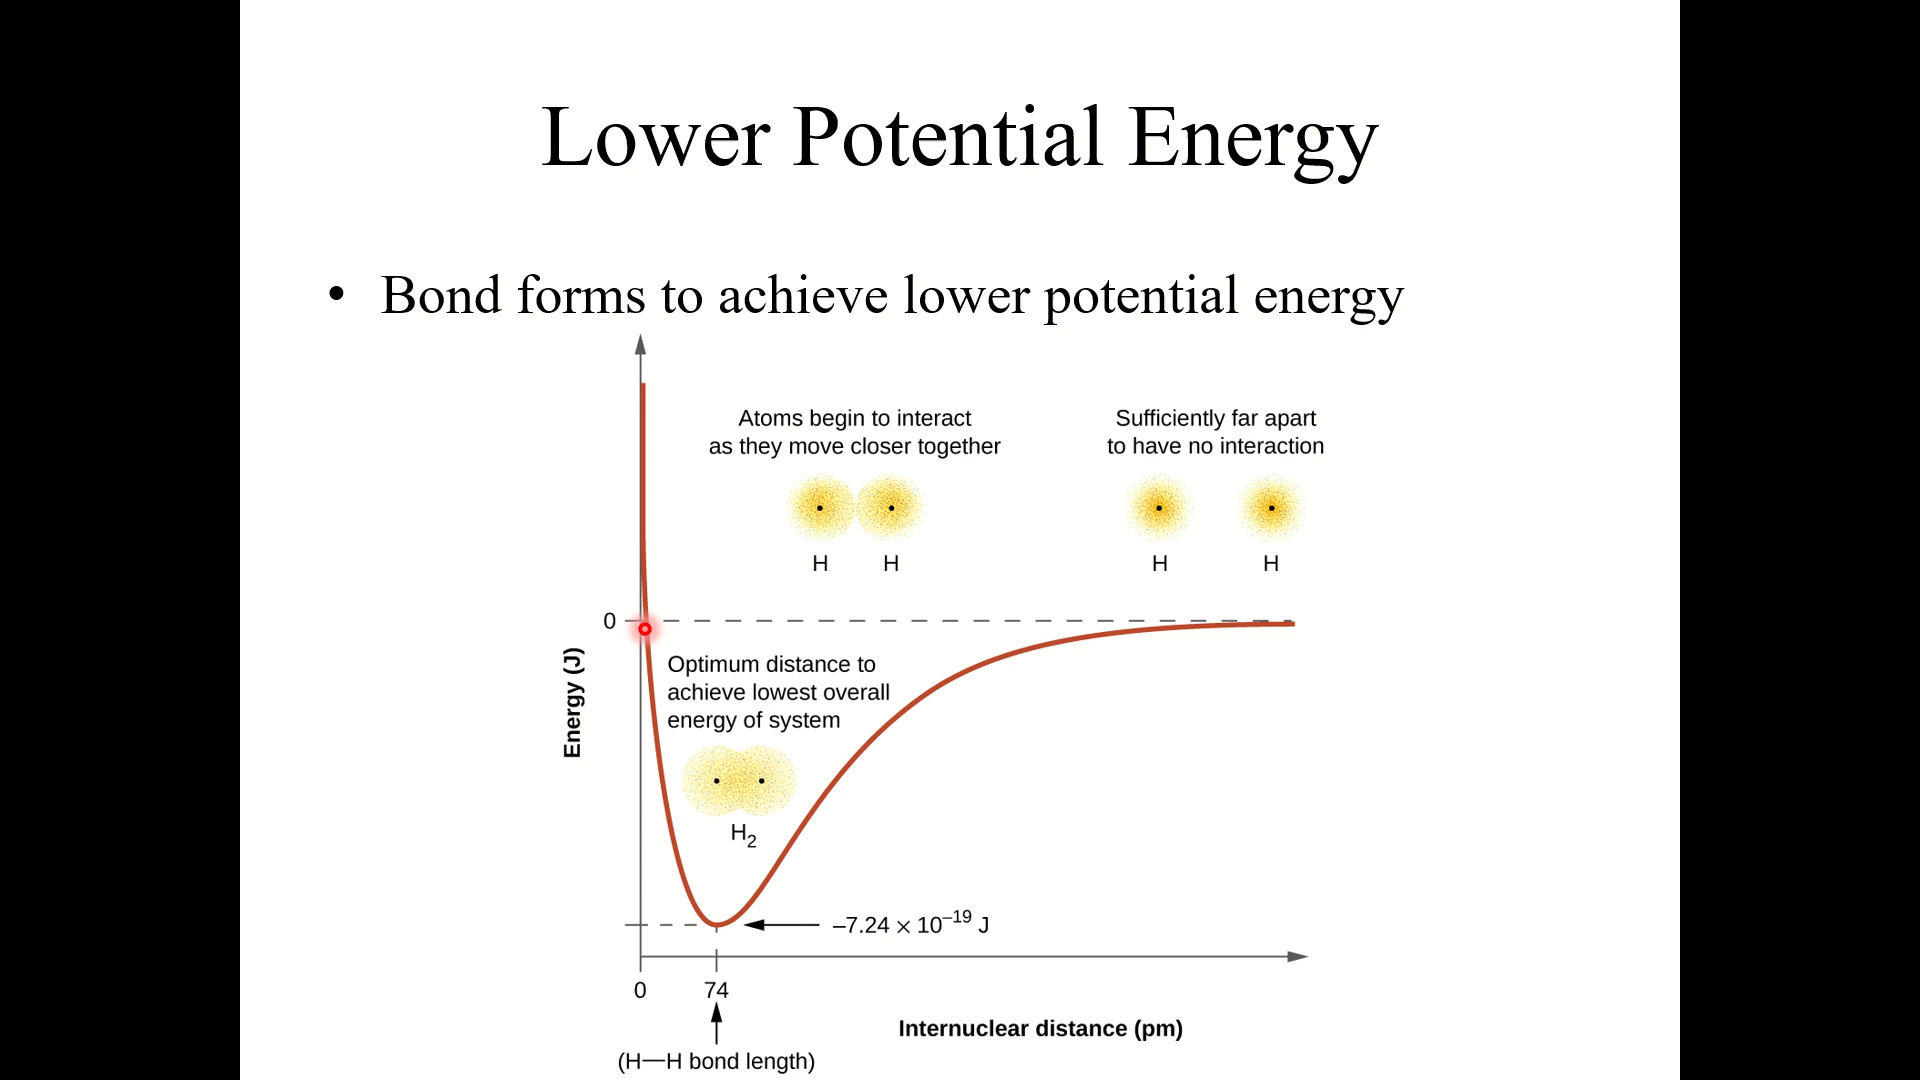 Lower Potential Energy
• Bond forms to achieve lower potential energy
Atoms begin to interact
as they move closer together
Sufficiently far apart
to have no interaction
H H
H H
0
Optimum distance to
achieve lowest overall
energy of system
Energy (J)
H₂
–7.24 × 10⁻¹⁹ J
0
74
Internuclear distance (pm)
(H—H bond length)